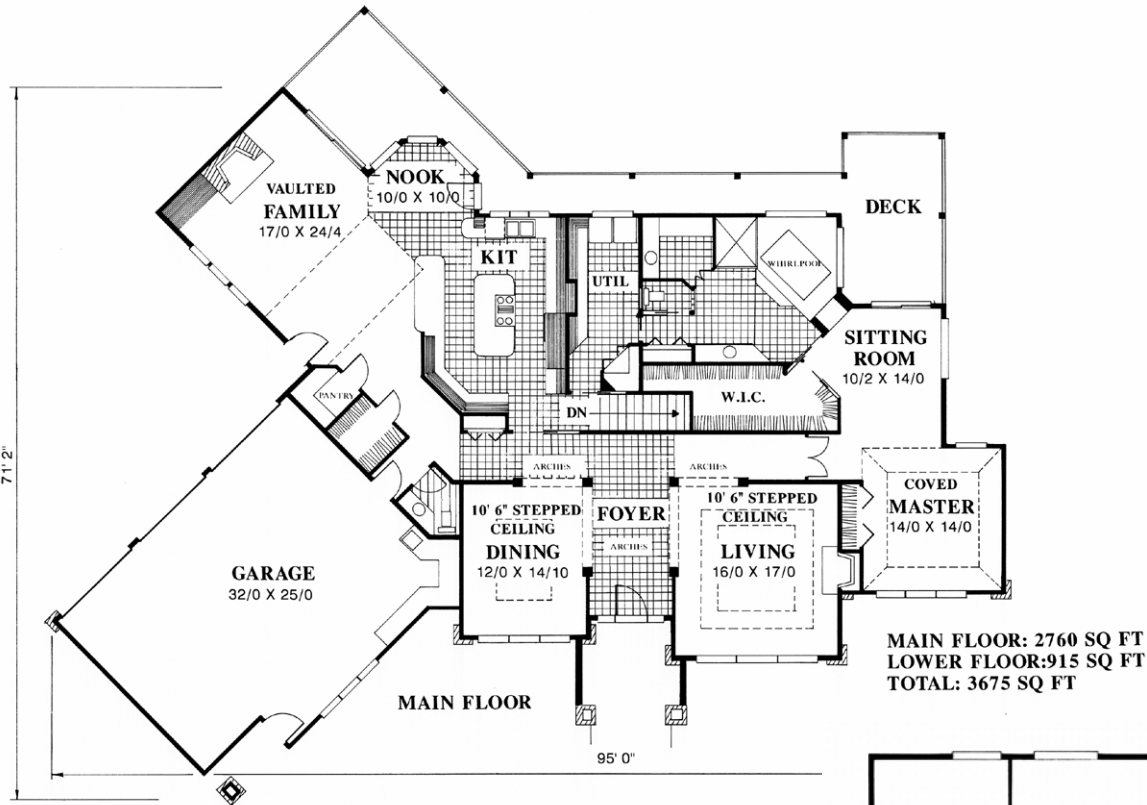 NOOK
10/0 X 10/0
VAULTED
FAMILY
17/0 X 24/4
DECK
KIT
WHIRLPOOL
UTIL
SITTING
ROOM
10/2 X 14/0
PANTRY
W.I.C.
DN
71' 2"
ARCHES
ARCHES
COVED
MASTER
14/0 X 14/0
10' 6" STEPPED
CEILING
DINING
12/0 X 14/10
FOYER
ARCHES
10' 6" STEPPED
CEILING
LIVING
16/0 X 17/0
GARAGE
32/0 X 25/0
MAIN FLOOR: 2760 SQ FT
LOWER FLOOR:915 SQ FT
TOTAL: 3675 SQ FT
MAIN FLOOR
95' 0"